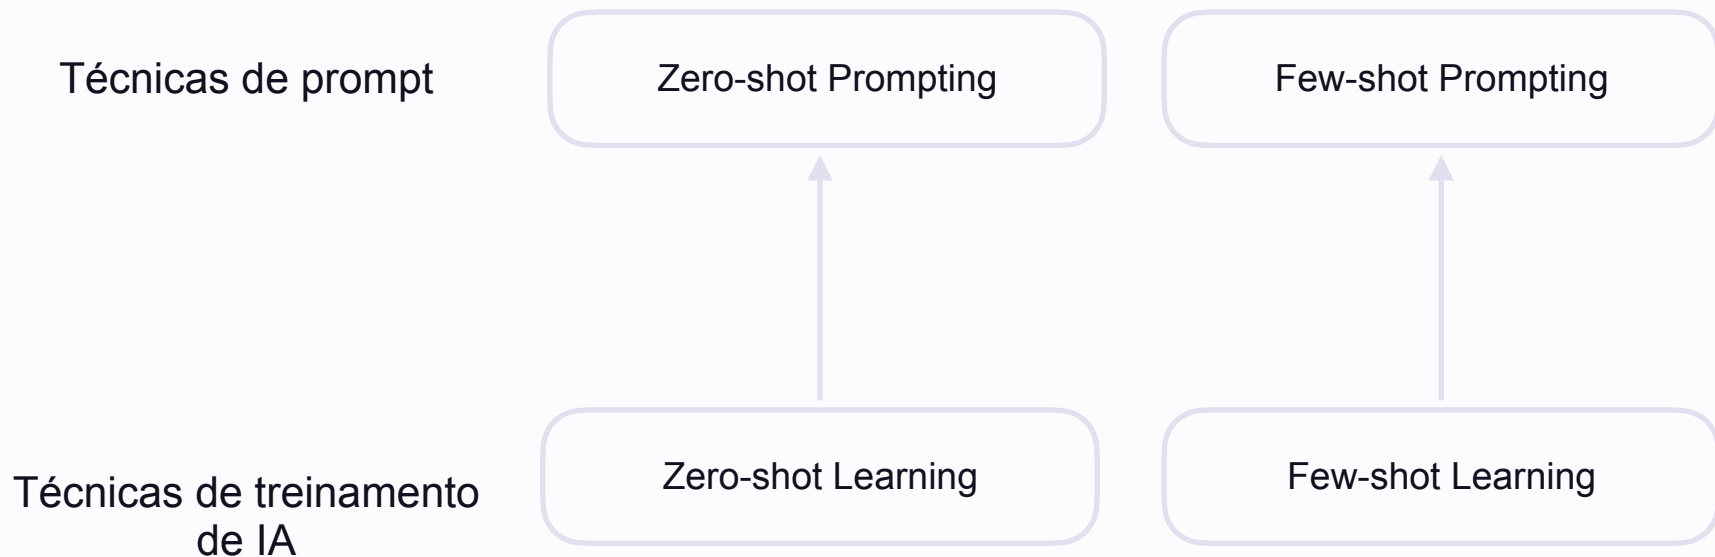 Técnicas de prompt
Zero-shot Prompting
Few-shot Prompting
Técnicas de treinamento
de IA
Zero-shot Learning
Few-shot Learning